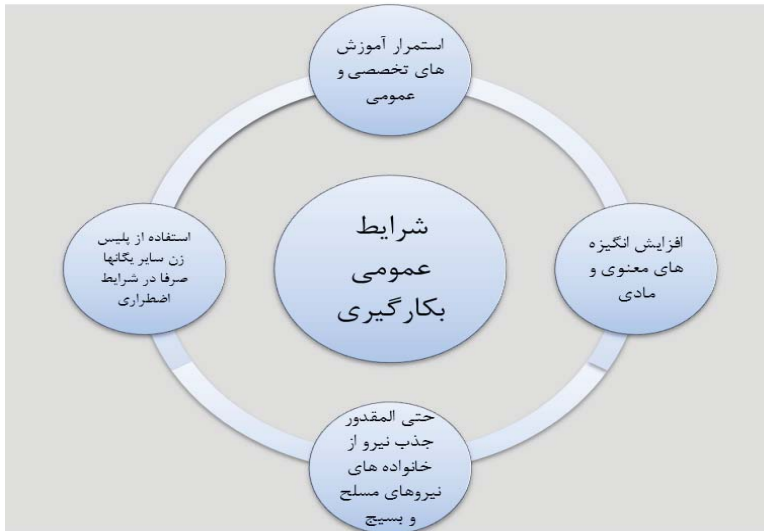 استمرار آموزش
های تخصصی و
عمومی
شرایط
عمومی
بکارگیری
افزایش انگیزه
های معنوی و
مادی
استفاده از پلیس
زن سایر یگانها
صرفا در شرایط
اضطراری
حتی المقدور
جذب نیرو از
خانواده های
نیروهای مسلح
و بسیج